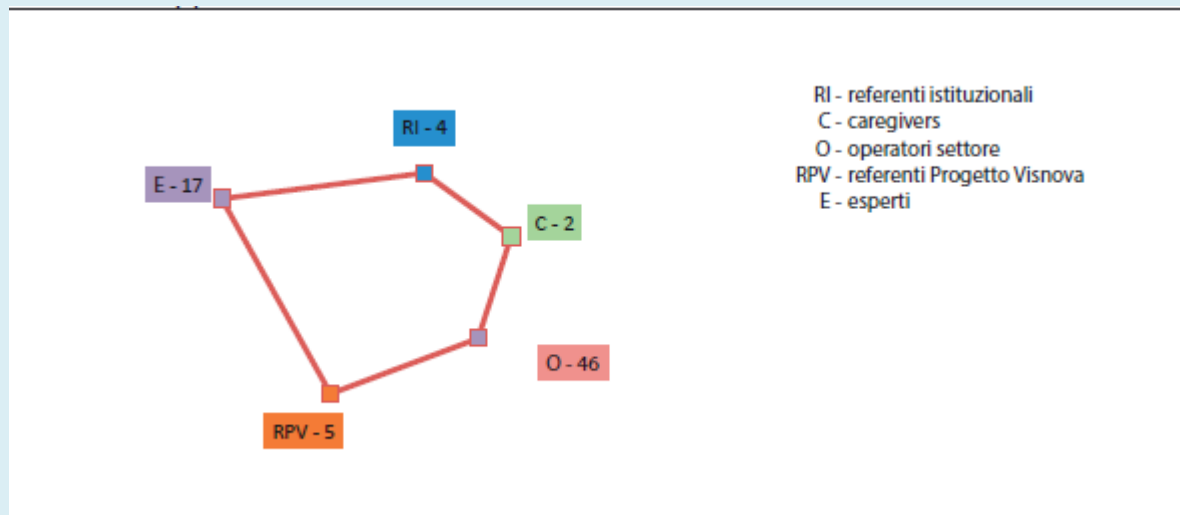 RI - 4
E - 17
C - 2
O - 46
RPV - 5
RI - referenti istituzionali
C - caregivers
O - operatori settore
RPV - referenti Progetto Visnova
E - esperti